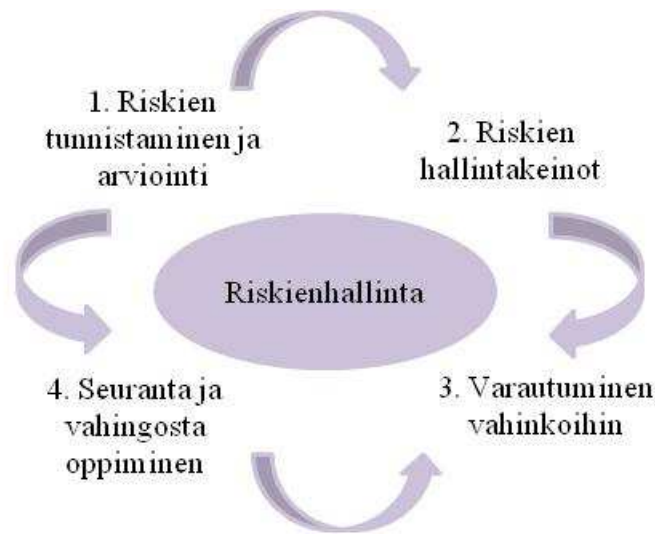 1. Riskien
tunnistaminen ja
arviointi
2. Riskien
hallintakeinot
Riskienhallinta
3. Varautuminen
vahinkoihin
4. Seuranta ja
vahingosta
oppiminen